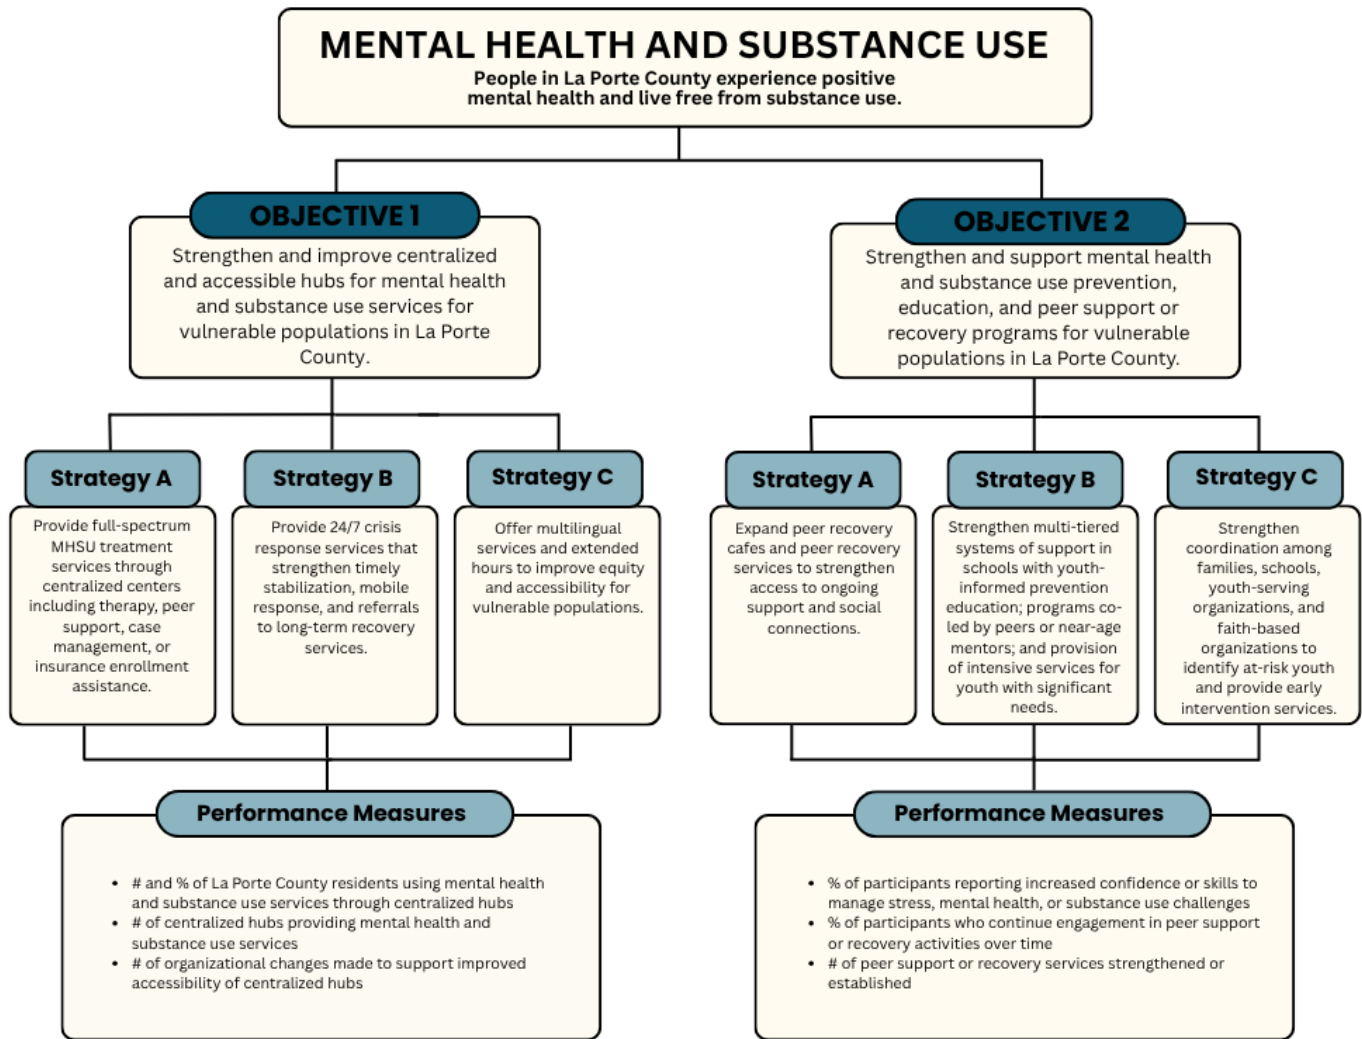 MENTAL HEALTH AND SUBSTANCE USE
People in La Porte County experience positive
mental health and live free from substance use.
OBJECTIVE 1
Strengthen and improve centralized
and accessible hubs for mental health
and substance use services for
vulnerable populations in La Porte
County.
OBJECTIVE 2
Strengthen and support mental health
and substance use prevention,
education, and peer support or
recovery programs for vulnerable
populations in La Porte County.
Strategy A
Provide full-spectrum
MHSU treatment
services through
centralized centers
including therapy, peer
support, case
management, or
insurance enrollment
assistance.
Strategy B
Provide 24/7 crisis
response services that
strengthen timely
stabilization, mobile
response, and referrals
to long-term recovery
services.
Strategy C
Offer multilingual
services and extended
hours to improve equity
and accessibility for
vulnerable populations.
Strategy A
Expand peer recovery
cafes and peer recovery
services to strengthen
access to ongoing
support and social
connections.
Strategy B
Strengthen multi-tiered
systems of support in
schools with youth-
informed prevention
education; programs co-
led by peers or near-age
mentors; and provision
of intensive services for
youth with significant
needs.
Strategy C
Strengthen
coordination among
families, schools,
youth-serving
organizations, and
faith-based
organizations to
identify at-risk youth
and provide early
intervention services.
Performance Measures
• # and % of La Porte County residents using mental health
and substance use services through centralized hubs
• # of centralized hubs providing mental health and
substance use services
• # of organizational changes made to support improved
accessibility of centralized hubs
Performance Measures
• % of participants reporting increased confidence or skills to
manage stress, mental health, or substance use challenges
• % of participants who continue engagement in peer support
or recovery activities over time
• # of peer support or recovery services strengthened or
established